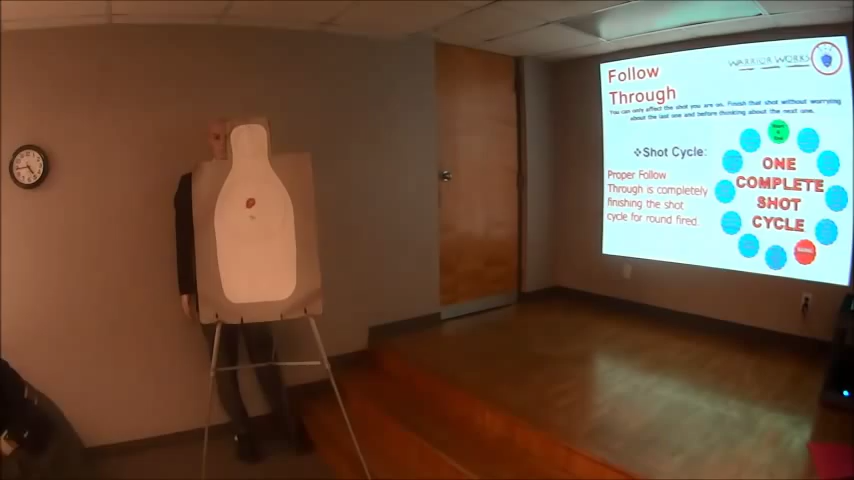 WARRIOR WORKS
Follow
Through
You can only affect the shot you are on. Finish that shot without worrying
about the last one and before thinking about the next one.
❖Shot Cycle:
Proper Follow
Through is completely
finishing the shot
cycle for round fired.
ONE
COMPLETE
SHOT
CYCLE